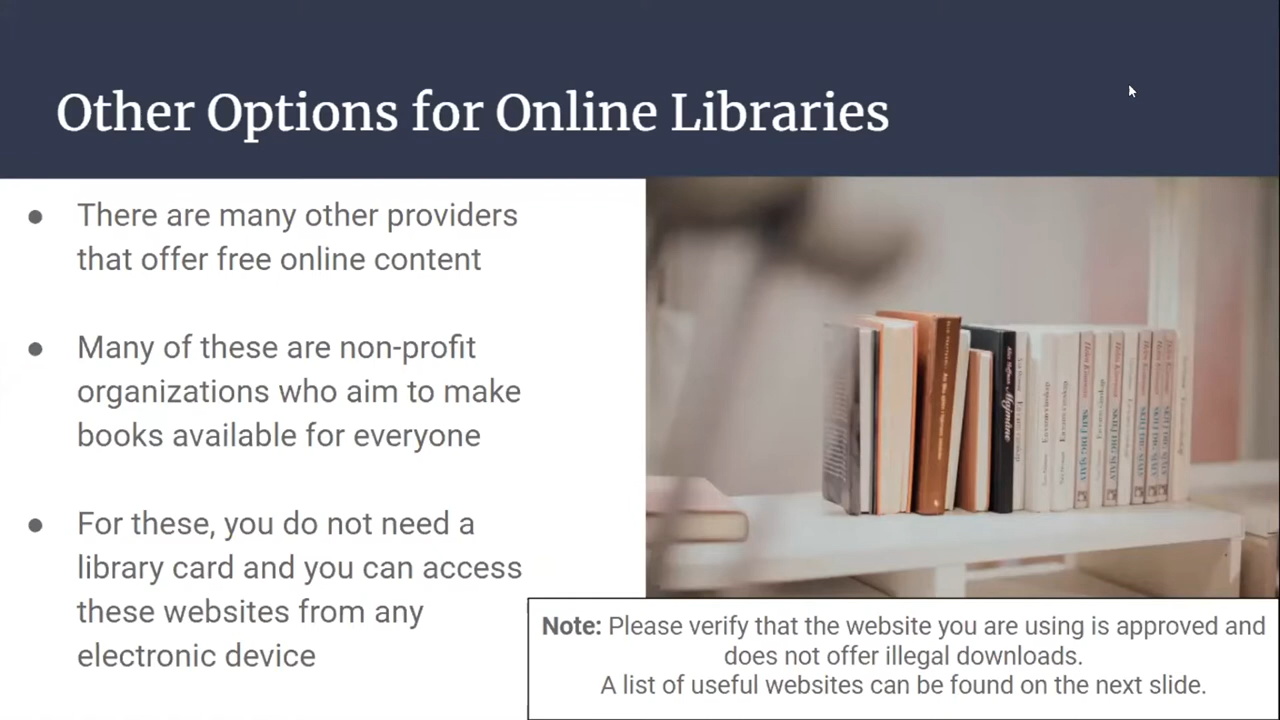 Other Options for Online Libraries
● There are many other providers
that offer free online content
● Many of these are non-profit
organizations who aim to make
books available for everyone
● For these, you do not need a
library card and you can access
these websites from any
electronic device
Note: Please verify that the website you are using is approved and
does not offer illegal downloads.
A list of useful websites can be found on the next slide.